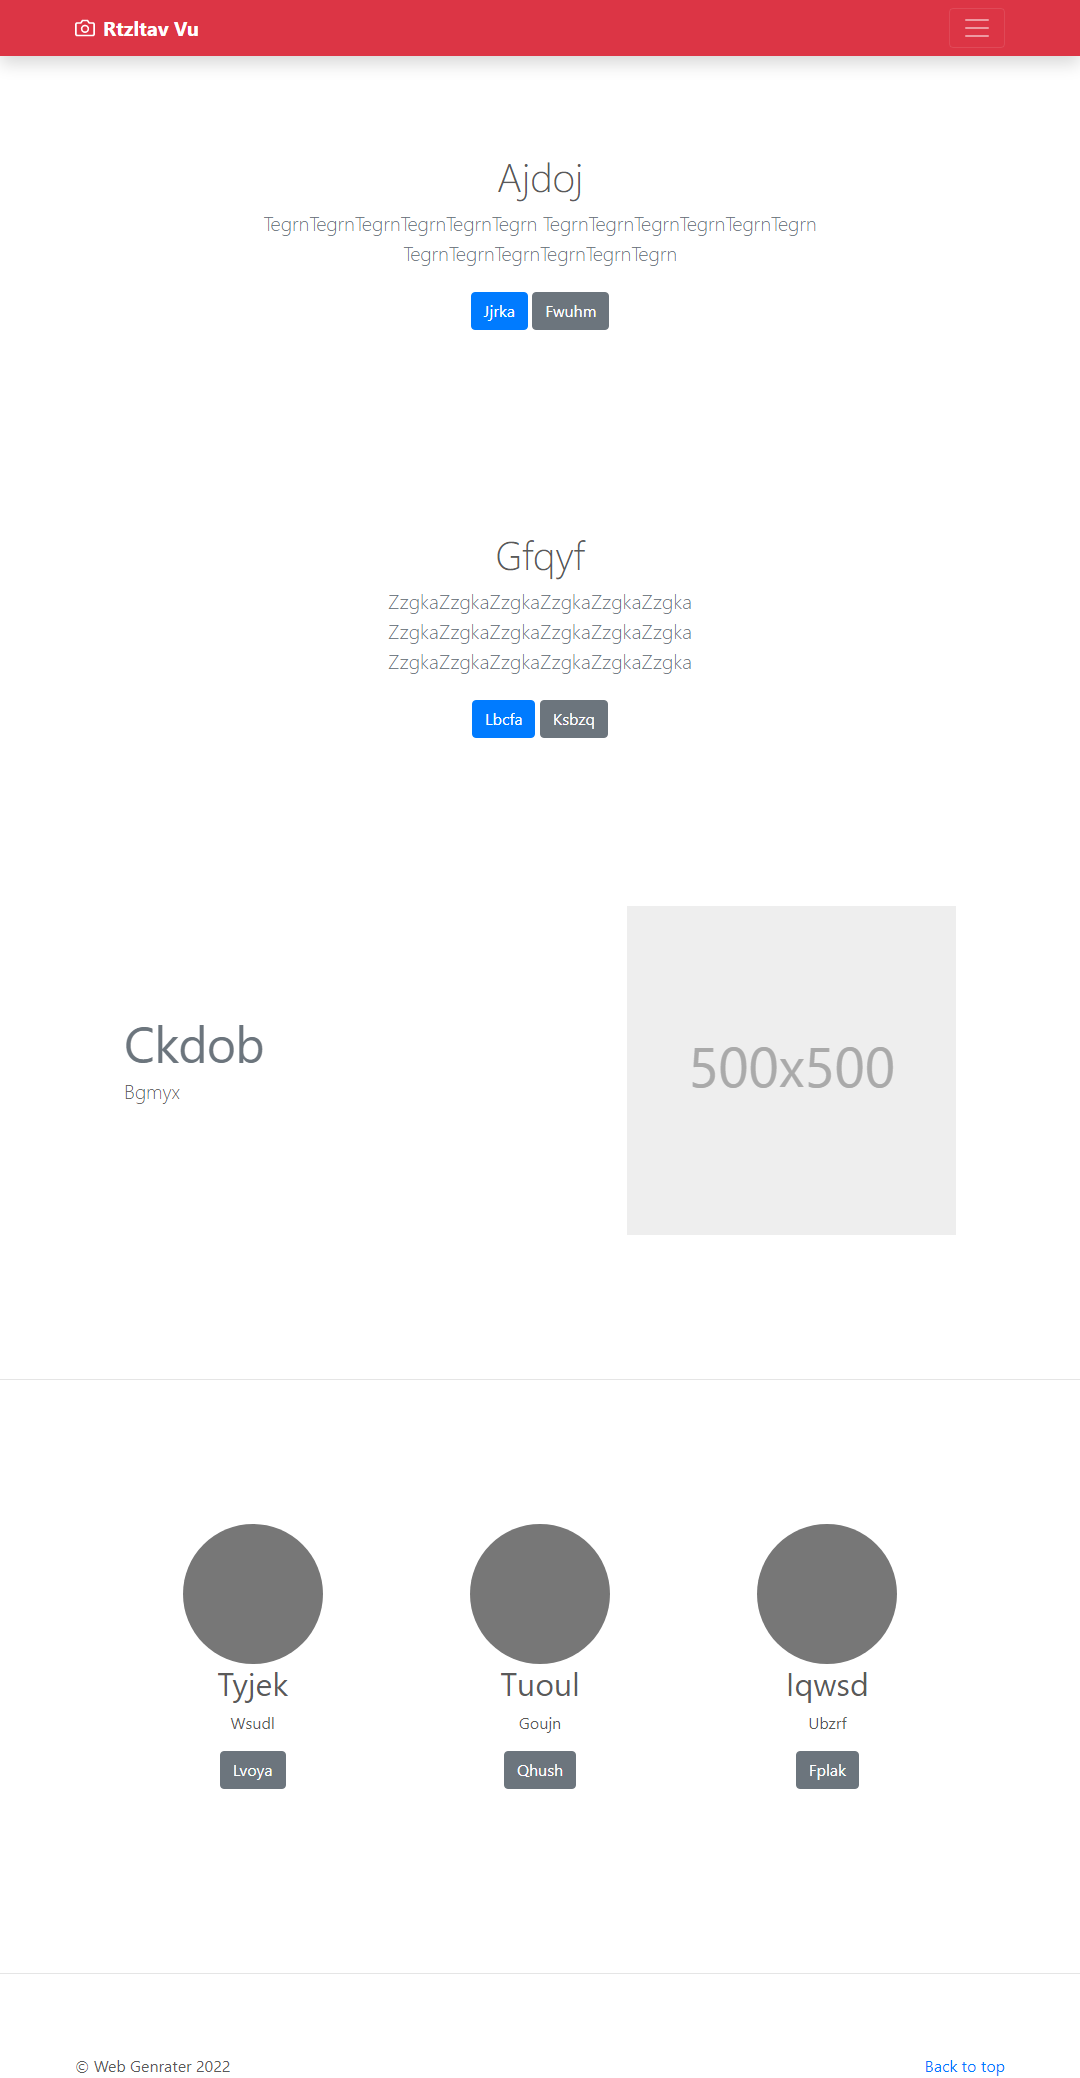 Rtzltav Vu
Ajdoj
TegrnTegrnTegrnTegrnTegrnTegrn TegrnTegrnTegrnTegrnTegrnTegrn
TegrnTegrnTegrnTegrnTegrnTegrn
Jjrka Fwuhm
Gfqyf
ZzgkaZzgkaZzgkaZzgkaZzgkaZzgka
ZzgkaZzgkaZzgkaZzgkaZzgkaZzgka
ZzgkaZzgkaZzgkaZzgkaZzgkaZzgka
Lbcfa Ksbzq
Ckdob
Bgmyx
500x500
Tyjek
Wsudl
Lvoya
Tuoul
Goujn
Qhush
Iqwsd
Ubzrf
Fplak
© Web Genrater 2022
Back to top